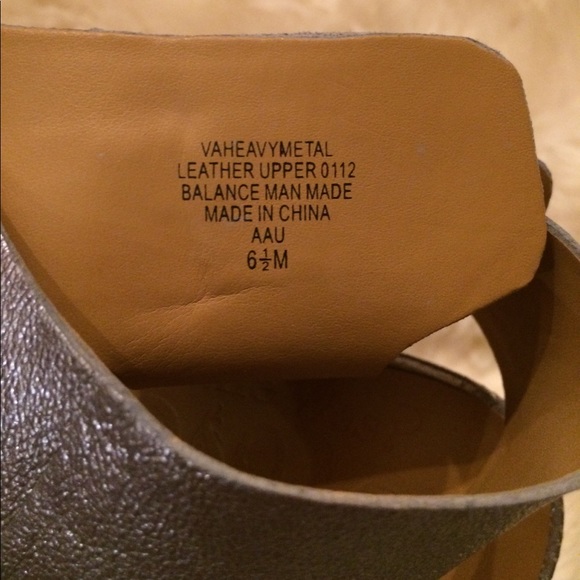 VAHEAVYMETAL
LEATHER UPPER 0112
BALANCE MAN MADE
MADE IN CHINA
AAU
6½M